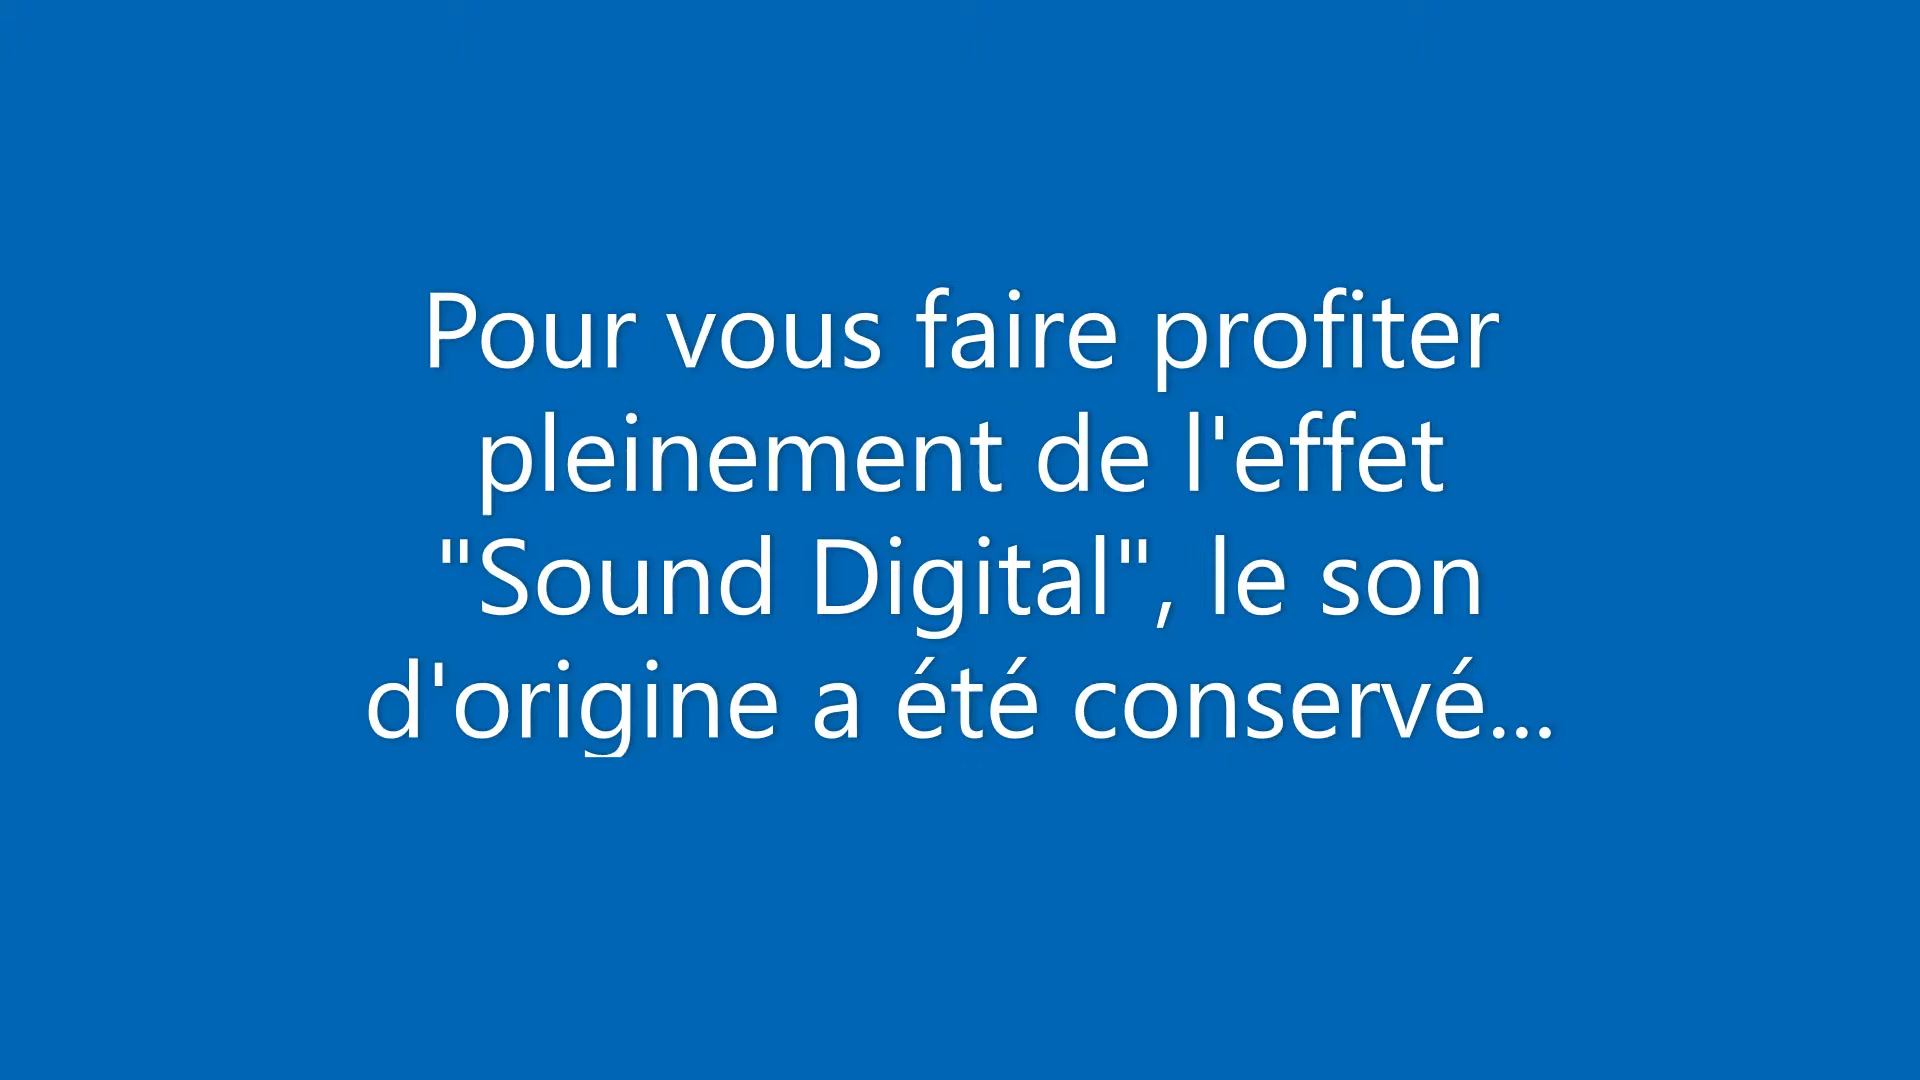 Pour vous faire profiter
pleinement de l'effet
"Sound Digital", le son
d'origine a été conservé...